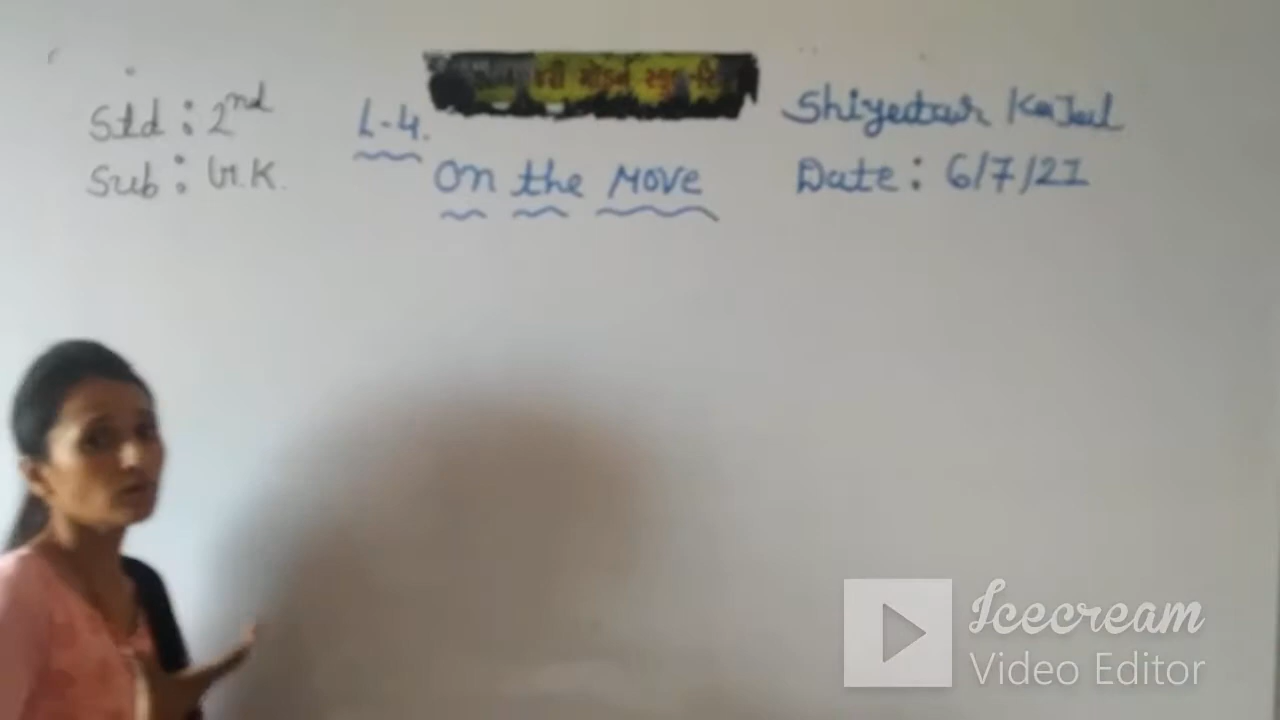 Std : 2nd
Sub : G.K.
L-4.
On the Move
Shiyedar Kajal
Date : 6/7/21
Icecream
Video Editor